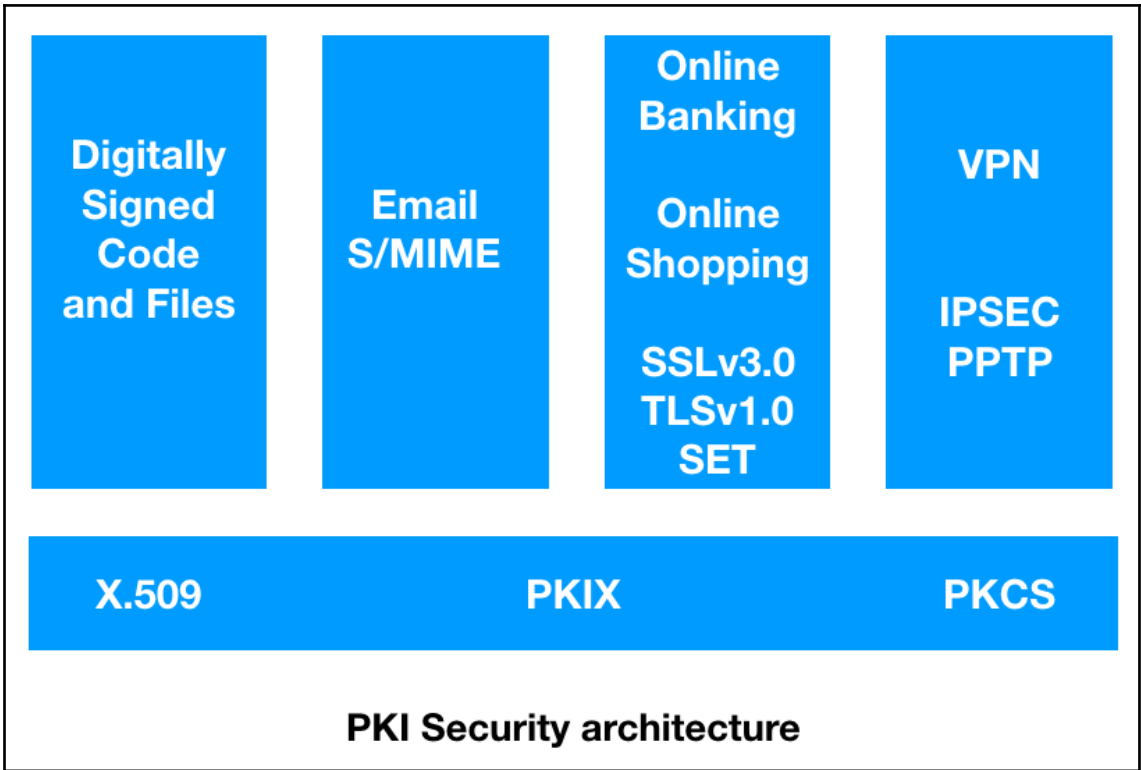 Digitally
Signed
Code
and Files
Email
S/MIME
Online
Banking
Online
Shopping
SSLv3.0
TLSv1.0
SET
VPN
IPSEC
PPTP
X.509 PKIX PKCS
PKI Security architecture